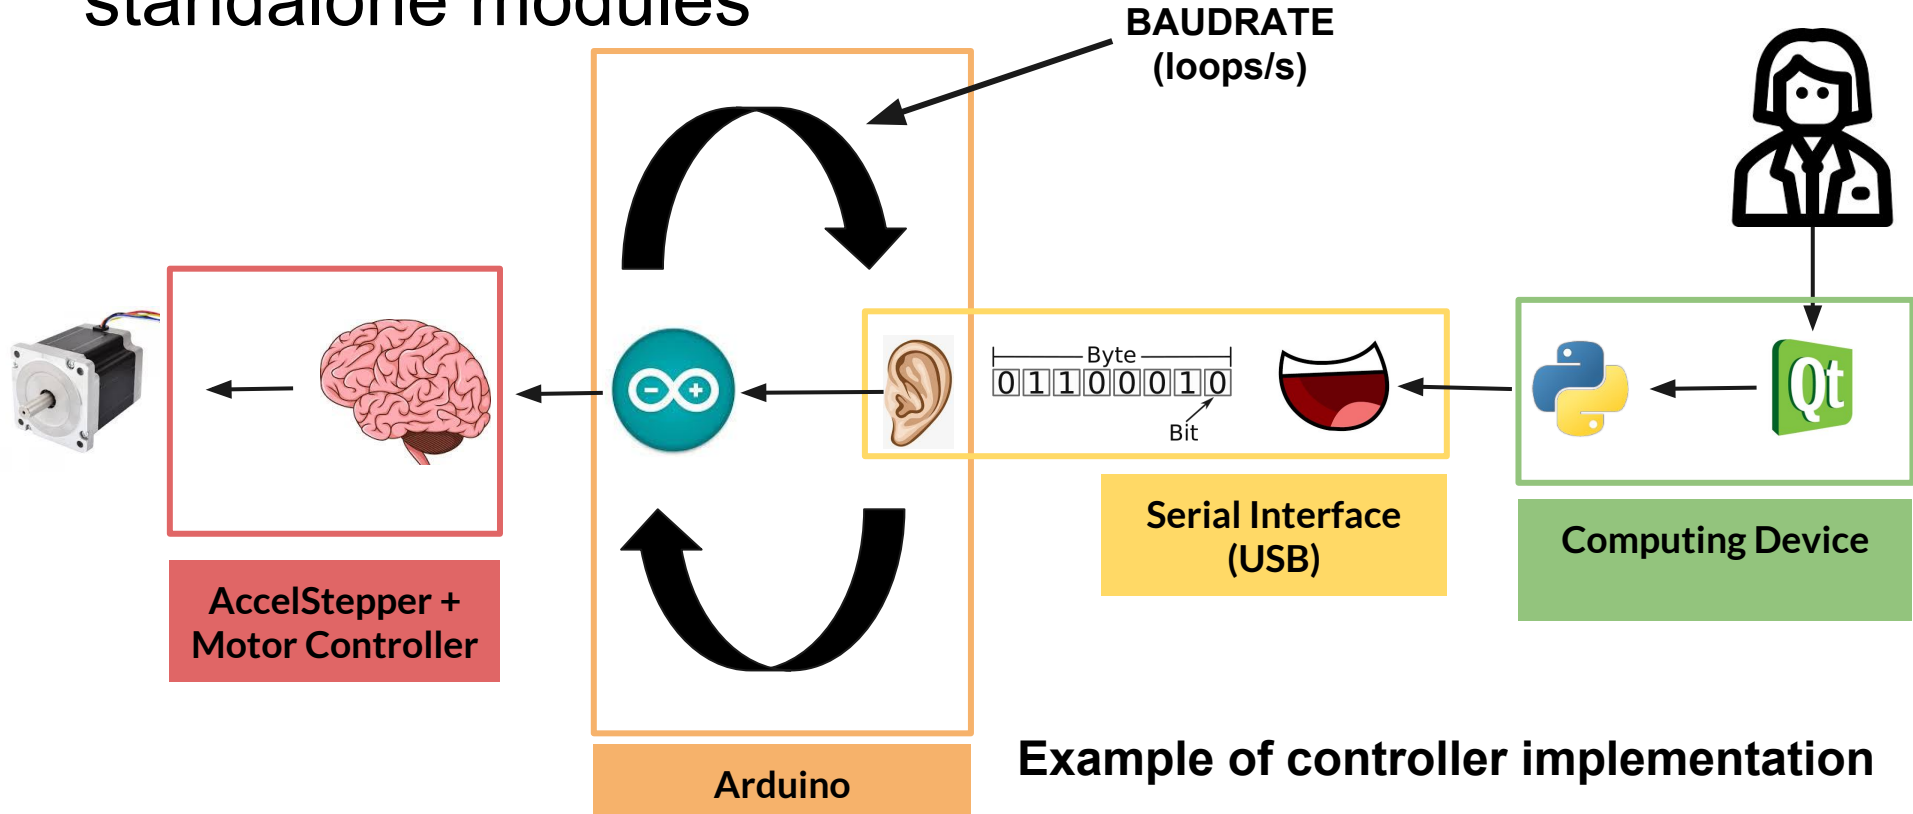 standalone modules
BAUDRATE
(loops/s)
Byte
0 1 1 0 0 0 1 0
Bit
Qt
Serial Interface
(USB)
Computing Device
AccelStepper +
Motor Controller
Arduino
Example of controller implementation